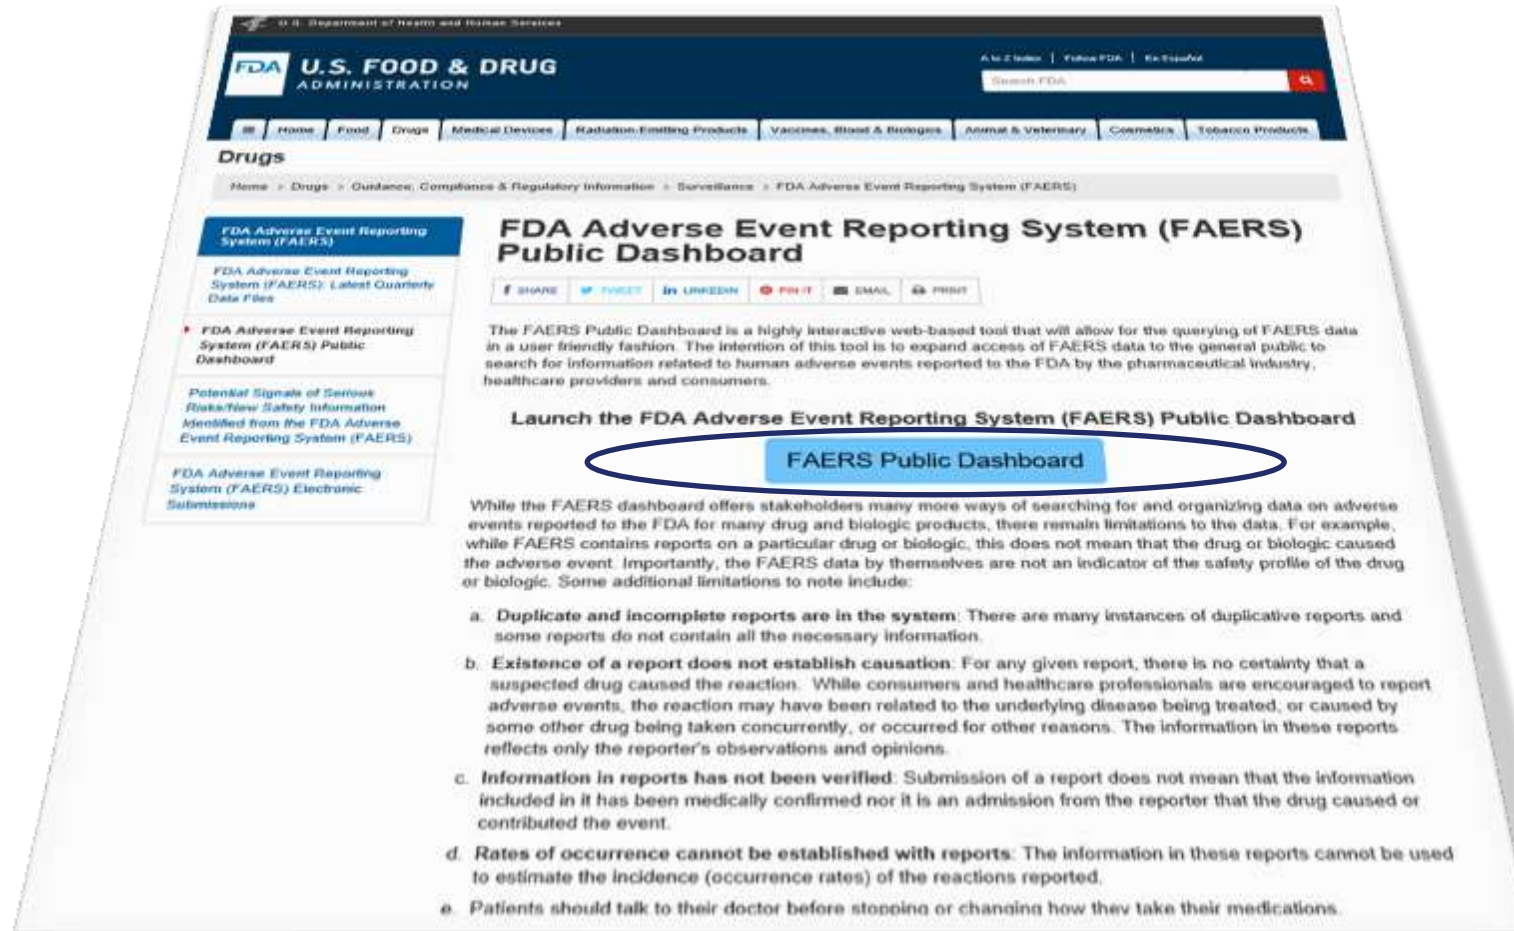 U.S. Department of Health and Human Services
FDA U.S. FOOD & DRUG
ADMINISTRATION
A to Z Index | Follow FDA | En Español
Search FDA
Home Food Drugs Medical Devices Radiation-Emitting Products Vaccines, Blood & Biologics Animal & Veterinary Cosmetics Tobacco Products
Drugs
Home > Drugs > Guidance, Compliance & Regulatory Information > Surveillance > FDA Adverse Event Reporting System (FAERS)
FDA Adverse Event Reporting
System (FAERS)
FDA Adverse Event Reporting
System (FAERS): Latest Quarterly
Data Files
FDA Adverse Event Reporting
System (FAERS) Public
Dashboard
Potential Signals of Serious
Risks/New Safety Information
Identified from the FDA Adverse
Event Reporting System (FAERS)
FDA Adverse Event Reporting
System (FAERS) Electronic
Submissions
FDA Adverse Event Reporting System (FAERS)
Public Dashboard
f SHARE TWEET in LINKEDIN PIN IT EMAIL PRINT
The FAERS Public Dashboard is a highly interactive web-based tool that will allow for the querying of FAERS data
in a user friendly fashion. The intention of this tool is to expand access of FAERS data to the general public to
search for information related to human adverse events reported to the FDA by the pharmaceutical industry,
healthcare providers and consumers.
Launch the FDA Adverse Event Reporting System (FAERS) Public Dashboard
FAERS Public Dashboard
While the FAERS dashboard offers stakeholders many more ways of searching for and organizing data on adverse
events reported to the FDA for many drug and biologic products, there remain limitations to the data. For example,
while FAERS contains reports on a particular drug or biologic, this does not mean that the drug or biologic caused
the adverse event. Importantly, the FAERS data by themselves are not an indicator of the safety profile of the drug
or biologic. Some additional limitations to note include:
a. Duplicate and incomplete reports are in the system: There are many instances of duplicative reports and
some reports do not contain all the necessary information.
b. Existence of a report does not establish causation: For any given report, there is no certainty that a
suspected drug caused the reaction. While consumers and healthcare professionals are encouraged to report
adverse events, the reaction may have been related to the underlying disease being treated, or caused by
some other drug being taken concurrently, or occurred for other reasons. The information in these reports
reflects only the reporter's observations and opinions.
c. Information in reports has not been verified: Submission of a report does not mean that the information
included in it has been medically confirmed nor it is an admission from the reporter that the drug caused or
contributed the event.
d. Rates of occurrence cannot be established with reports: The information in these reports cannot be used
to estimate the incidence (occurrence rates) of the reactions reported.
e. Patients should talk to their doctor before stopping or changing how they take their medications.